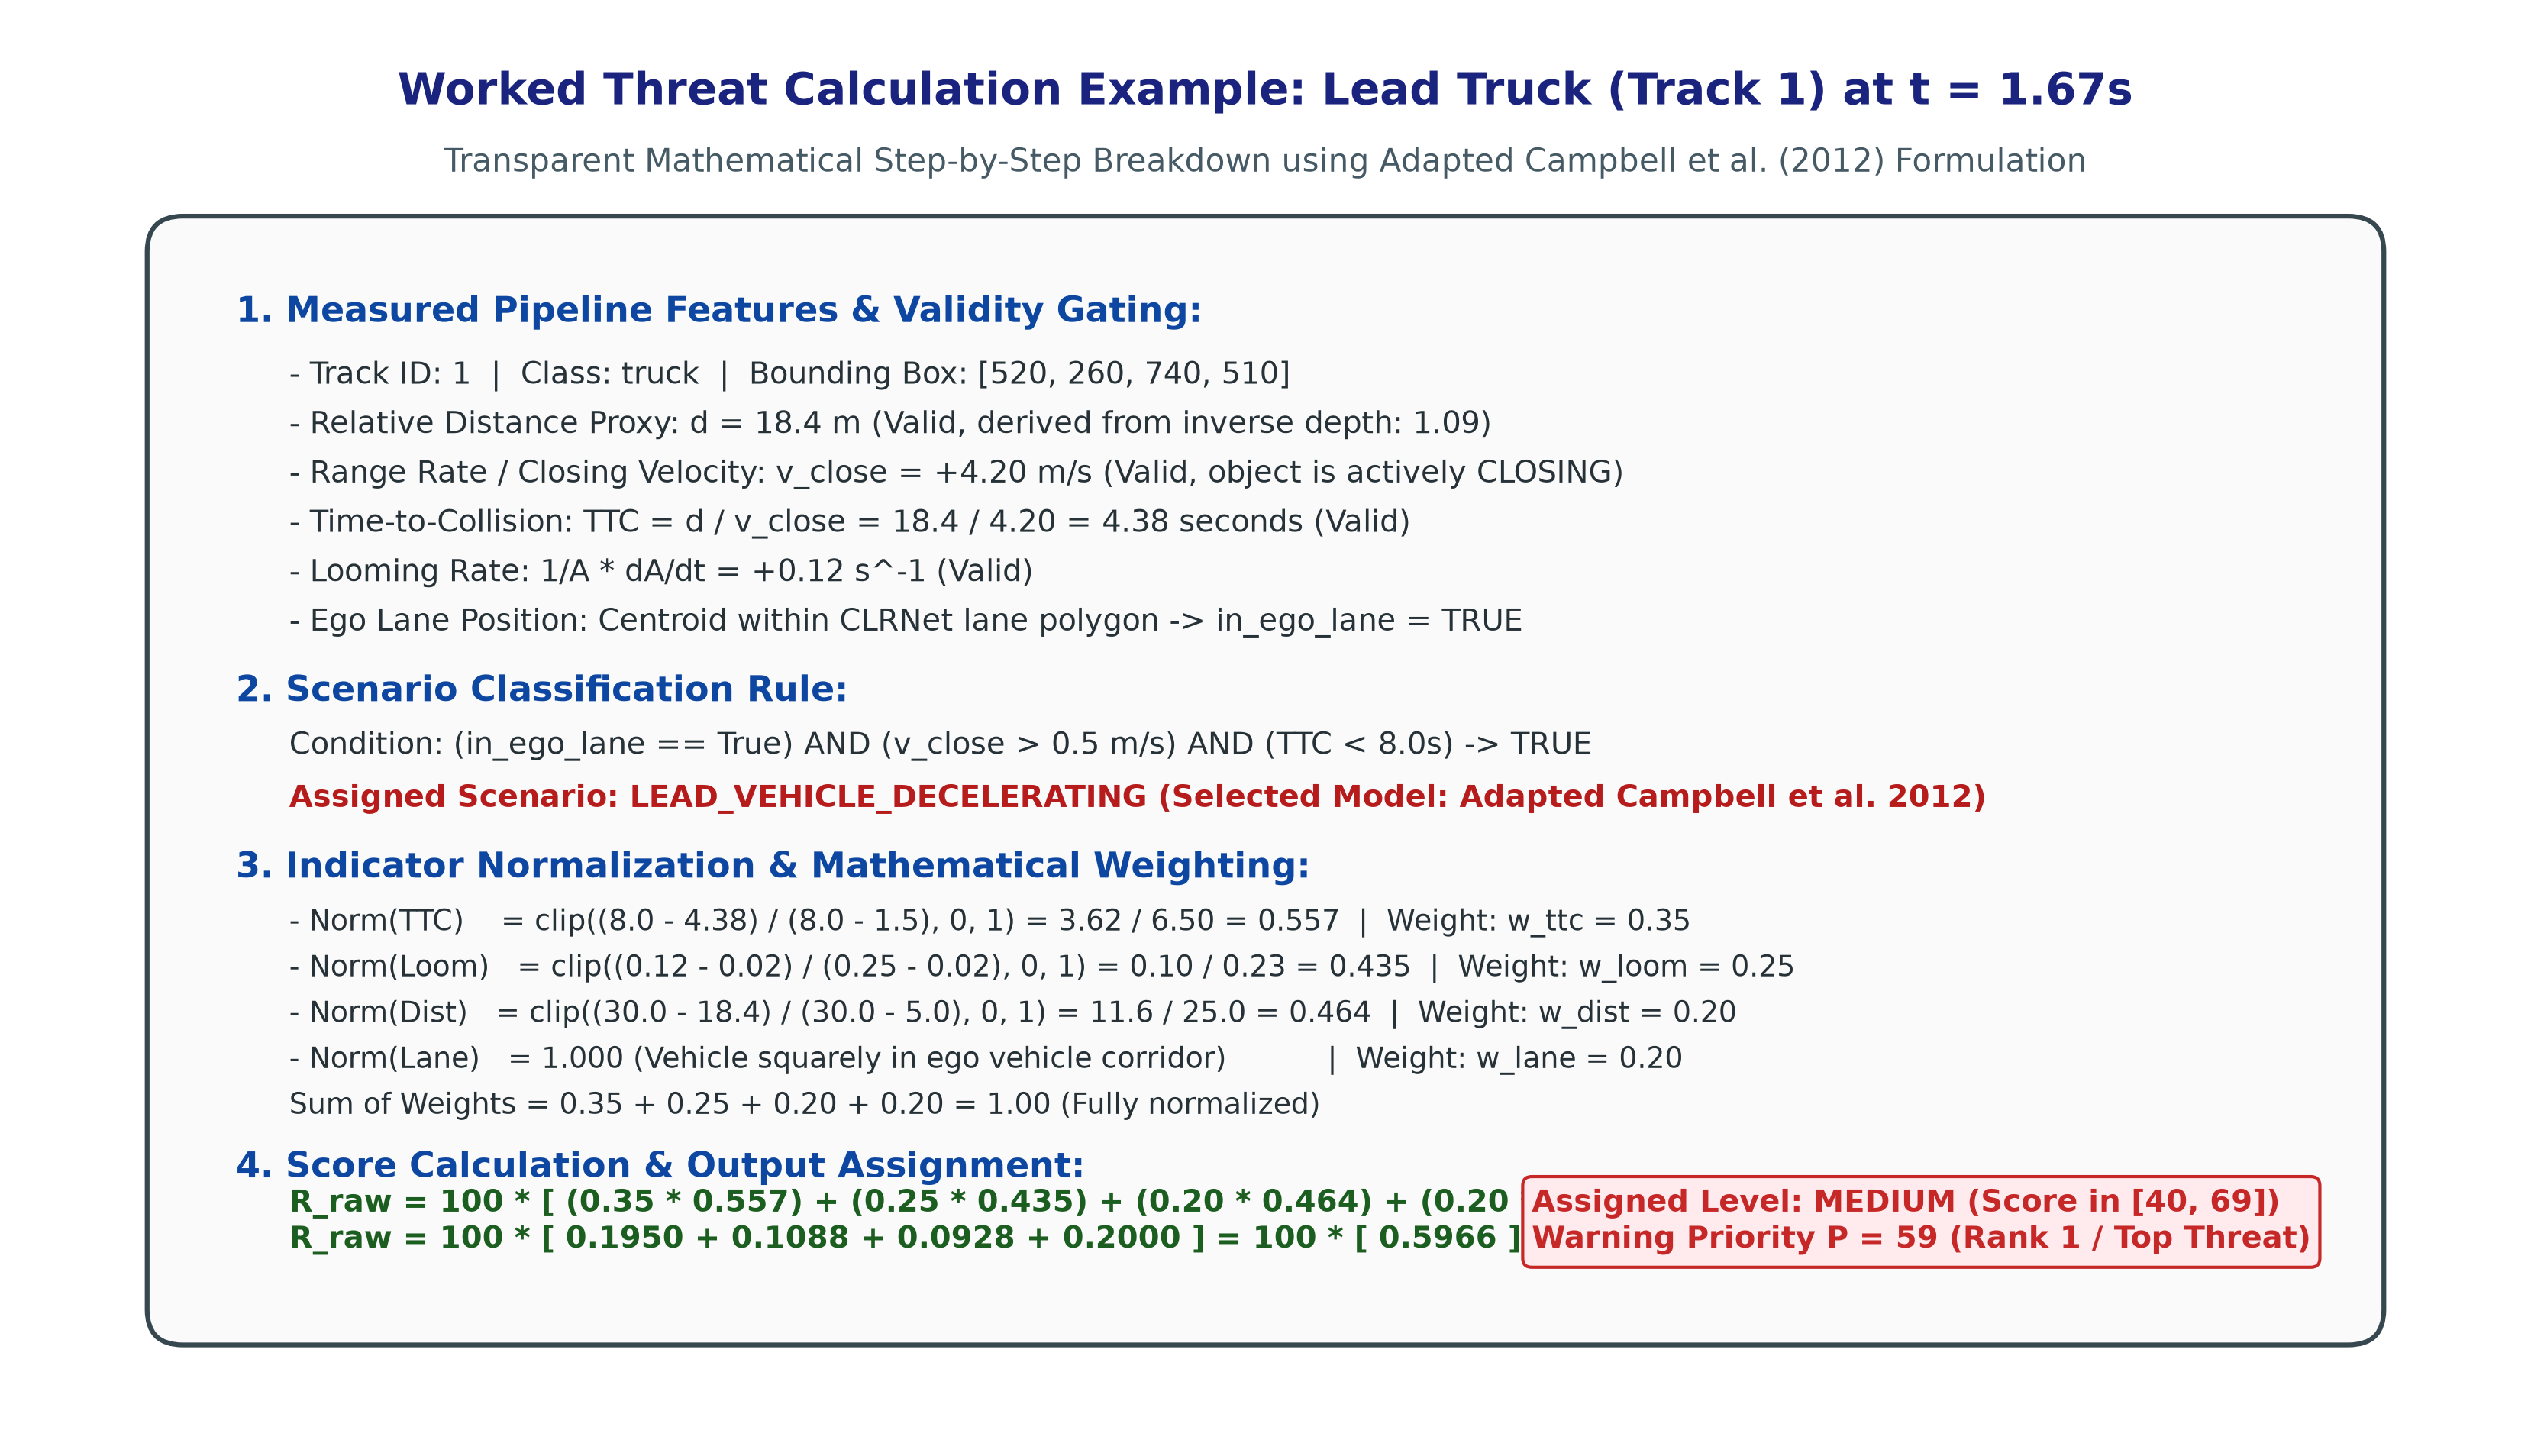 Worked Threat Calculation Example: Lead Truck (Track 1) at t = 1.67s
Transparent Mathematical Step-by-Step Breakdown using Adapted Campbell et al. (2012) Formulation
1. Measured Pipeline Features & Validity Gating:
- Track ID: 1 | Class: truck | Bounding Box: [520, 260, 740, 510]
- Relative Distance Proxy: d = 18.4 m (Valid, derived from inverse depth: 1.09)
- Range Rate / Closing Velocity: v_close = +4.20 m/s (Valid, object is actively CLOSING)
- Time-to-Collision: TTC = d / v_close = 18.4 / 4.20 = 4.38 seconds (Valid)
- Looming Rate: 1/A * dA/dt = +0.12 s^-1 (Valid)
- Ego Lane Position: Centroid within CLRNet lane polygon -> in_ego_lane = TRUE
2. Scenario Classification Rule:
Condition: (in_ego_lane == True) AND (v_close > 0.5 m/s) AND (TTC < 8.0s) -> TRUE
Assigned Scenario: LEAD_VEHICLE_DECELERATING (Selected Model: Adapted Campbell et al. 2012)
3. Indicator Normalization & Mathematical Weighting:
- Norm(TTC) = clip((8.0 - 4.38) / (8.0 - 1.5), 0, 1) = 3.62 / 6.50 = 0.557 | Weight: w_ttc = 0.35
- Norm(Loom) = clip((0.12 - 0.02) / (0.25 - 0.02), 0, 1) = 0.10 / 0.23 = 0.435 | Weight: w_loom = 0.25
- Norm(Dist) = clip((30.0 - 18.4) / (30.0 - 5.0), 0, 1) = 11.6 / 25.0 = 0.464 | Weight: w_dist = 0.20
- Norm(Lane) = 1.000 (Vehicle squarely in ego vehicle corridor) | Weight: w_lane = 0.20
Sum of Weights = 0.35 + 0.25 + 0.20 + 0.20 = 1.00 (Fully normalized)
4. Score Calculation & Output Assignment:
R_raw = 100 * [ (0.35 * 0.557) + (0.25 * 0.435) + (0.20 * 0.464) + (0.20
R_raw = 100 * [ 0.1950 + 0.1088 + 0.0928 + 0.2000 ] = 100 * [ 0.5966 ]
Assigned Level: MEDIUM (Score in [40, 69])
Warning Priority P = 59 (Rank 1 / Top Threat)